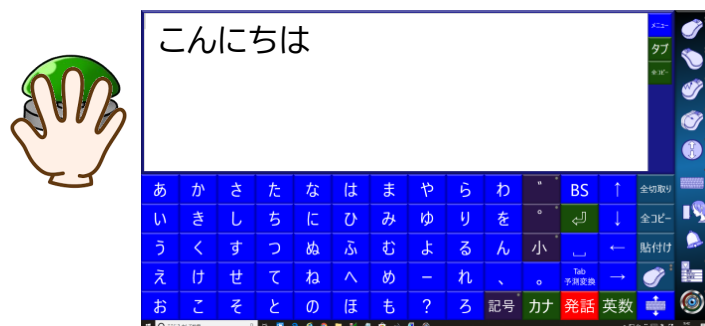 こんにちは
メニュー
タブ
全コピー
あ か さ た な は ま や ら わ ゛ BS ↑ 全切取り
い き し ち に ひ み ゆ り を ゜ ↓ 全コピー
う く す つ ぬ ふ む よ る ん 小 ← 貼付け
え け せ て ね へ め ー れ 、 。 Tab 予測変換 →
お こ そ と の ほ も ? ろ 記号 カナ 発話 英数